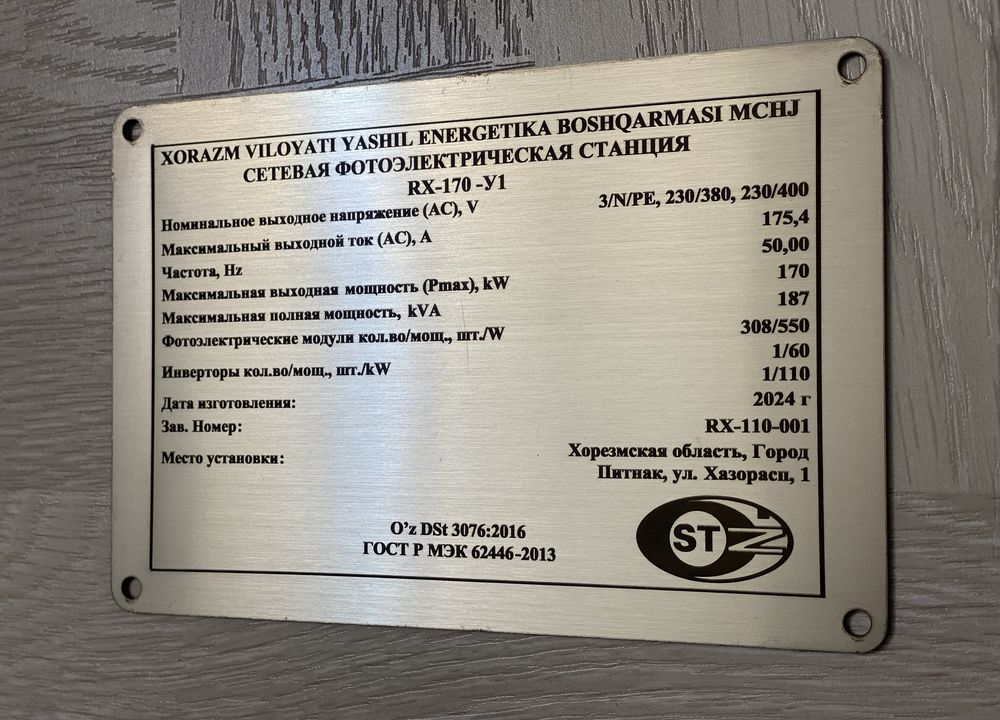 XORAZM VILOYATI YASHIL ENERGETIKA BOSHQARMASI MCHJ
СЕТЕВАЯ ФОТОЭЛЕКТРИЧЕСКАЯ СТАНЦИЯ
RX-170 -У1
Номинальное выходное напряжение (AC), V 3/N/PE, 230/380, 230/400
Максимальный выходной ток (AC), A 175,4
Частота, Hz 50,00
Максимальная выходная мощность (Pmax), kW 170
Максимальная полная мощность, kVA 187
Фотоэлектрические модули кол.во/мощ., шт./W 308/550
Инверторы кол.во/мощ., шт./kW 1/60
1/110
Дата изготовления: 2024 г
Зав. Номер: RX-110-001
Место установки: Хорезмская область, Город
Питнак, ул. Хазорасп, 1
O’z DSt 3076:2016
ГОСТ Р МЭК 62446-2013
ST